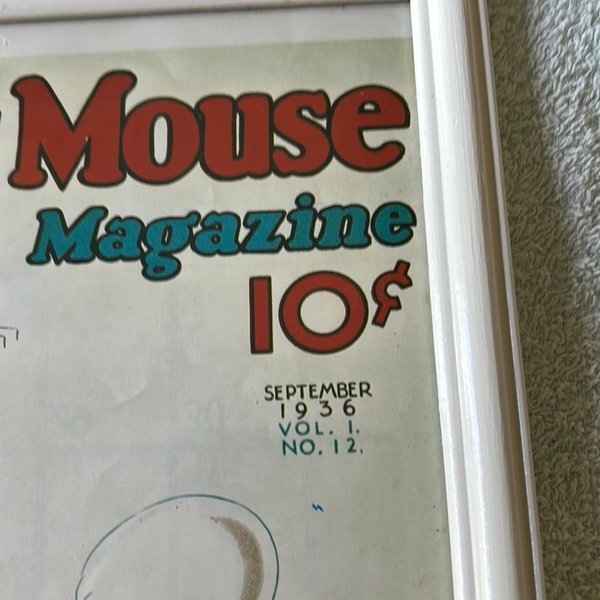 Mouse
Magazine
10¢
SEPTEMBER
1936
VOL. 1.
NO. 12.